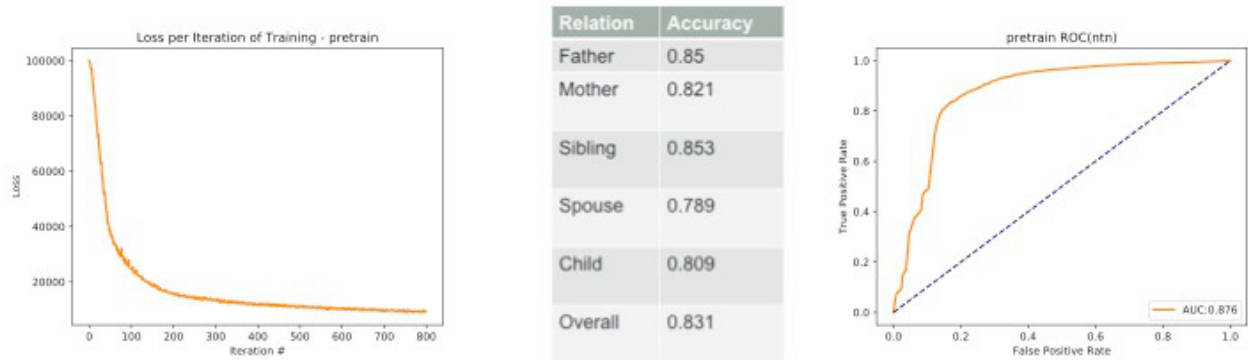 Loss per Iteration of Training - pretrain
100000
80000
60000
40000
20000
Loss
0 100 200 300 400 500 600 700 800
Iteration #
Relation Accuracy
Father 0.85
Mother 0.821
Sibling 0.853
Spouse 0.789
Child 0.809
Overall 0.831
pretrain ROC(ntn)
1.0
0.8
0.6
0.4
0.2
0.0
True Positive Rate
AUC:0.876
0.0 0.2 0.4 0.6 0.8 1.0
False Positive Rate